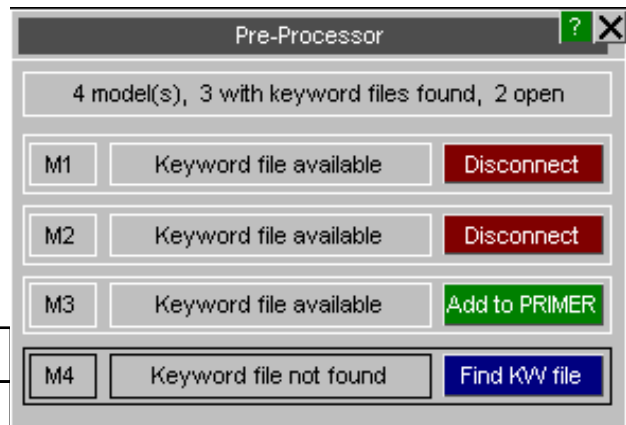 Pre-Processor ?
4 model(s), 3 with keyword files found, 2 open
M1 Keyword file available Disconnect
M2 Keyword file available Disconnect
M3 Keyword file available Add to PRIMER
M4 Keyword file not found Find KW file